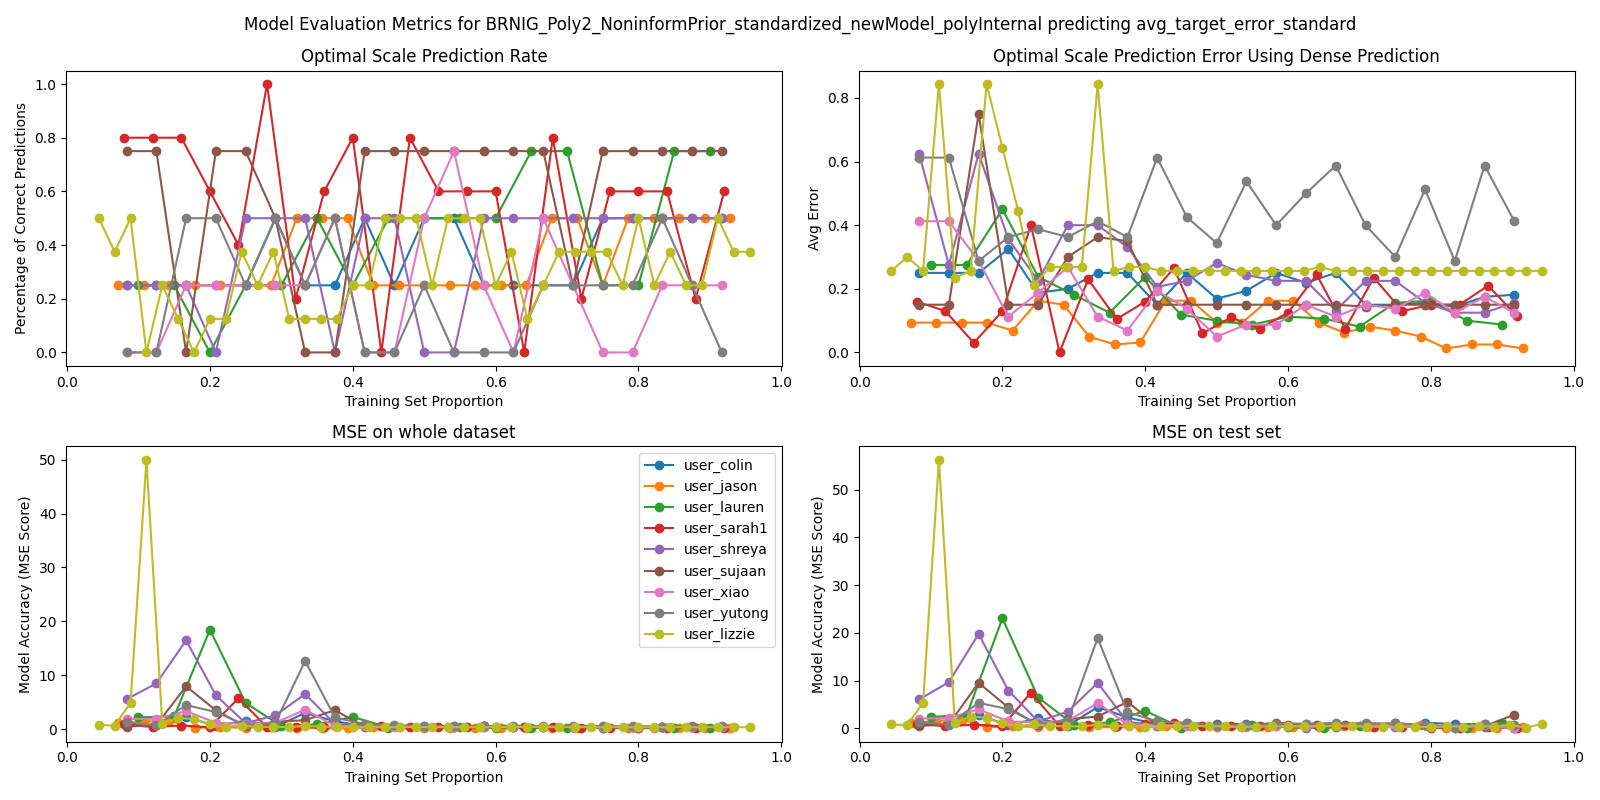 Model Evaluation Metrics for BRNIG_Poly2_NoninformPrior_standardized_newModel_polyInternal predicting avg_target_error_standard
Optimal Scale Prediction Rate
Percentage of Correct Predictions
1.0
0.8
0.6
0.4
0.2
0.0
0.0 0.2 0.4 0.6 0.8 1.0
Training Set Proportion
Optimal Scale Prediction Error Using Dense Prediction
Avg Error
0.8
0.6
0.4
0.2
0.0
0.0 0.2 0.4 0.6 0.8 1.0
Training Set Proportion
MSE on whole dataset
Model Accuracy (MSE Score)
50
40
30
20
10
0
0.0 0.2 0.4 0.6 0.8 1.0
Training Set Proportion
user_colin
user_jason
user_lauren
user_sarah1
user_shreya
user_sujaan
user_xiao
user_yutong
user_lizzie
MSE on test set
Model Accuracy (MSE Score)
50
40
30
20
10
0
0.0 0.2 0.4 0.6 0.8 1.0
Training Set Proportion